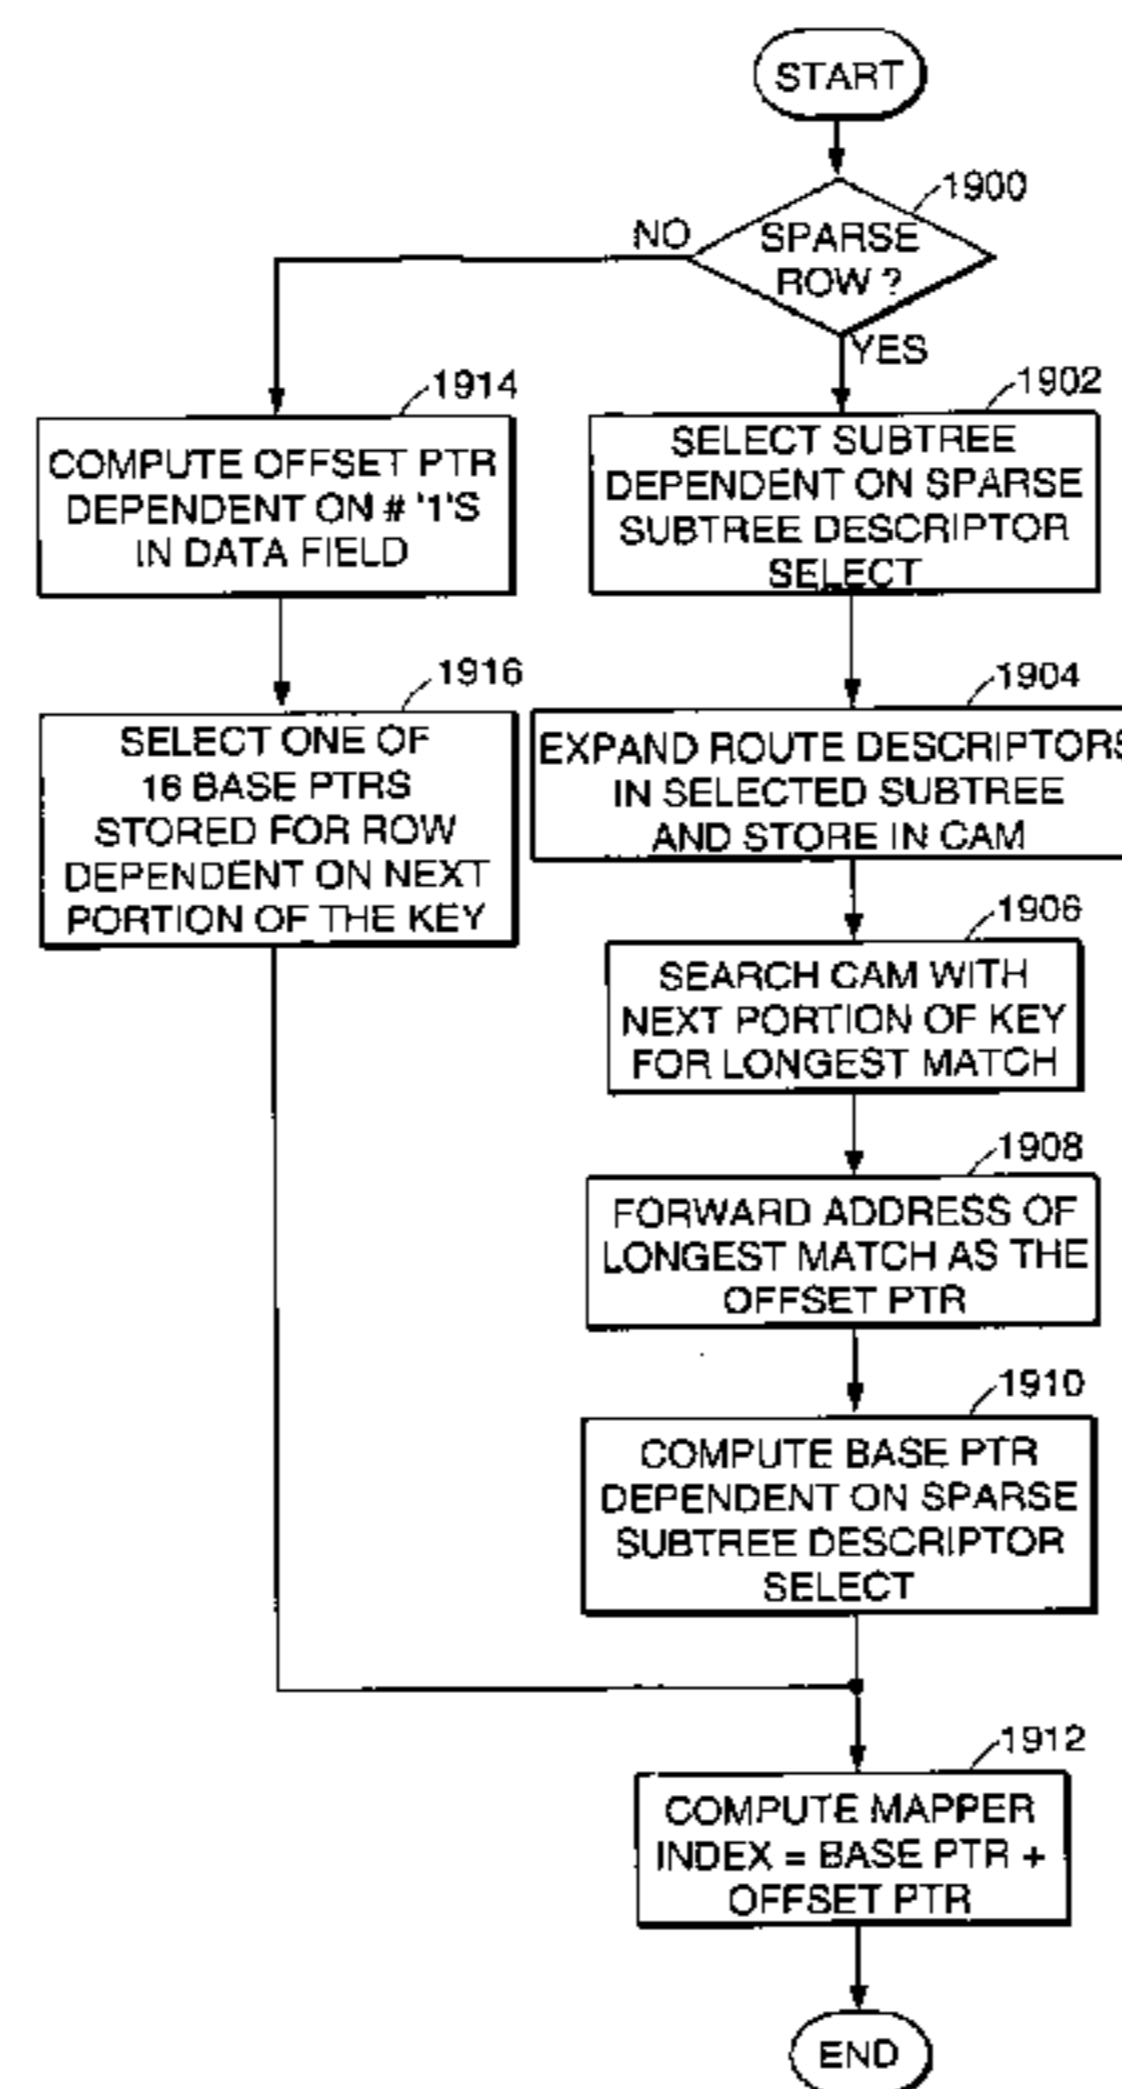 START
1900
SPARSE
ROW ?
NO
YES
1914
COMPUTE OFFSET PTR
DEPENDENT ON # '1'S
IN DATA FIELD
1902
SELECT SUBTREE
DEPENDENT ON SPARSE
SUBTREE DESCRIPTOR
SELECT
1916
SELECT ONE OF
16 BASE PTRS
STORED FOR ROW
DEPENDENT ON NEXT
PORTION OF THE KEY
1904
EXPAND ROUTE DESCRIPTORS
IN SELECTED SUBTREE
AND STORE IN CAM
1906
SEARCH CAM WITH
NEXT PORTION OF KEY
FOR LONGEST MATCH
1908
FORWARD ADDRESS OF
LONGEST MATCH AS THE
OFFSET PTR
1910
COMPUTE BASE PTR
DEPENDENT ON SPARSE
SUBTREE DESCRIPTOR
SELECT
1912
COMPUTE MAPPER
INDEX = BASE PTR +
OFFSET PTR
END